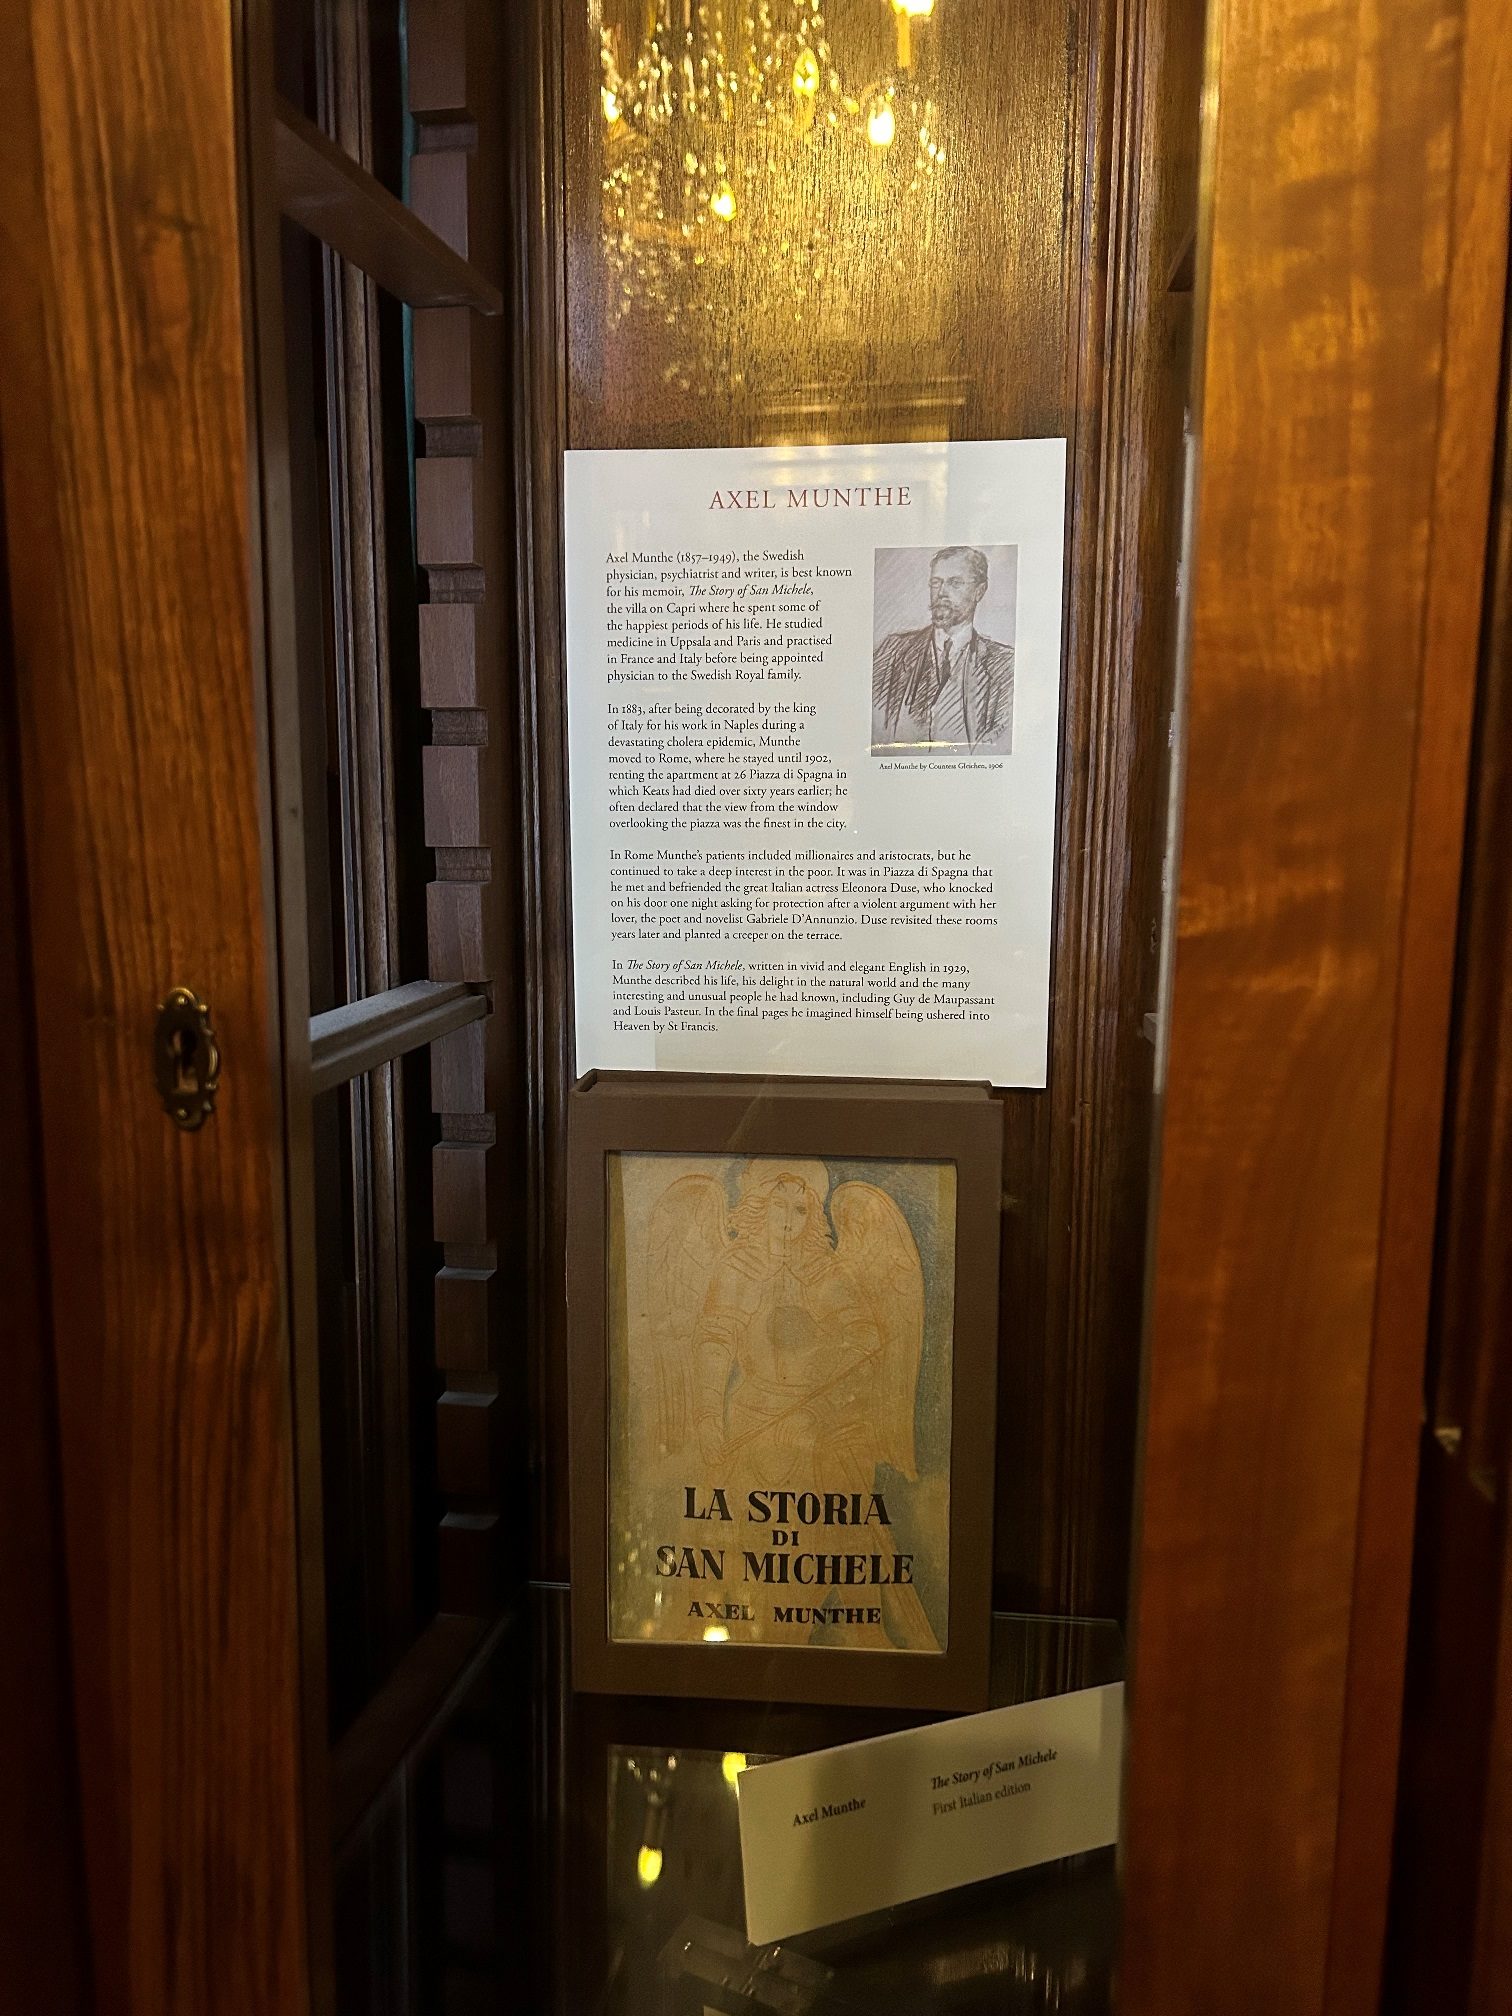 AXEL MUNTHE
Axel Munthe (1857–1949), the Swedish
physician, psychiatrist and writer, is best known
for his memoir, The Story of San Michele,
the villa on Capri where he spent some of
the happiest periods of his life. He studied
medicine in Uppsala and Paris and practised
in France and Italy before being appointed
physician to the Swedish Royal family.
In 1883, after being decorated by the king
of Italy for his work in Naples during a
devastating cholera epidemic, Munthe
moved to Rome, where he stayed until 1902,
renting the apartment at 26 Piazza di Spagna in
which Keats had died over sixty years earlier; he
often declared that the view from the window
overlooking the piazza was the finest in the city.
Axel Munthe by Countess Gleichen, 1906
In Rome Munthe's patients included millionaires and aristocrats, but he
continued to take a deep interest in the poor. It was in Piazza di Spagna that
he met and befriended the great Italian actress Eleonora Duse, who knocked
on his door one night asking for protection after a violent argument with her
lover, the poet and novelist Gabriele D'Annunzio. Duse revisited these rooms
years later and planted a creeper on the terrace.
In The Story of San Michele, written in vivid and elegant English in 1929,
Munthe described his life, his delight in the natural world and the many
interesting and unusual people he had known, including Guy de Maupassant
and Louis Pasteur. In the final pages he imagined himself being ushered into
Heaven by St Francis.
LA STORIA
DI
SAN MICHELE
AXEL MUNTHE
Axel Munthe
The Story of San Michele
First Italian edition